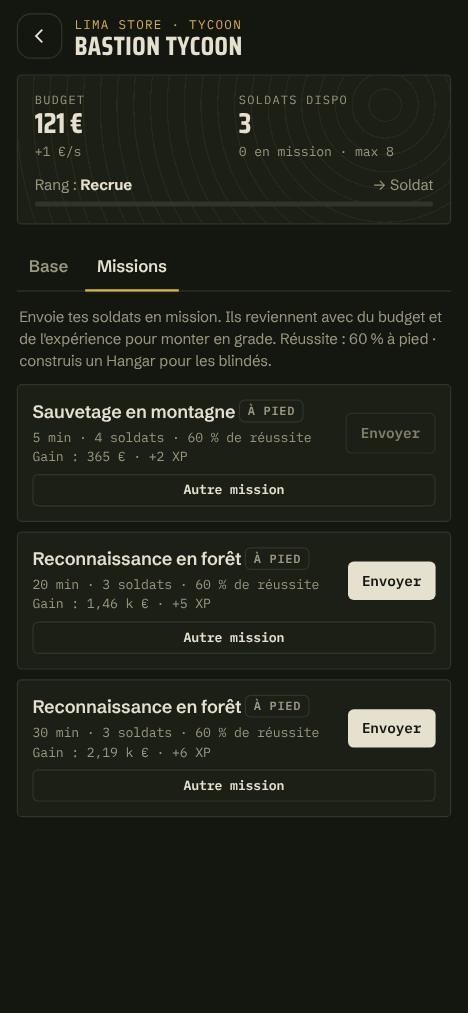 LIMA STORE · TYCOON
BASTION TYCOON
BUDGET
121 €
+1 €/s
SOLDATS DISPO
3
0 en mission · max 8
Rang : Recrue
→ Soldat
Base
Missions
Envoie tes soldats en mission. Ils reviennent avec du budget et
de l'expérience pour monter en grade. Réussite : 60 % à pied ·
construis un Hangar pour les blindés.
Sauvetage en montagne À PIED
5 min · 4 soldats · 60 % de réussite
Gain : 365 € · +2 XP
Envoyer
Autre mission
Reconnaissance en forêt À PIED
20 min · 3 soldats · 60 % de réussite
Gain : 1,46 k € · +5 XP
Envoyer
Autre mission
Reconnaissance en forêt À PIED
30 min · 3 soldats · 60 % de réussite
Gain : 2,19 k € · +6 XP
Envoyer
Autre mission